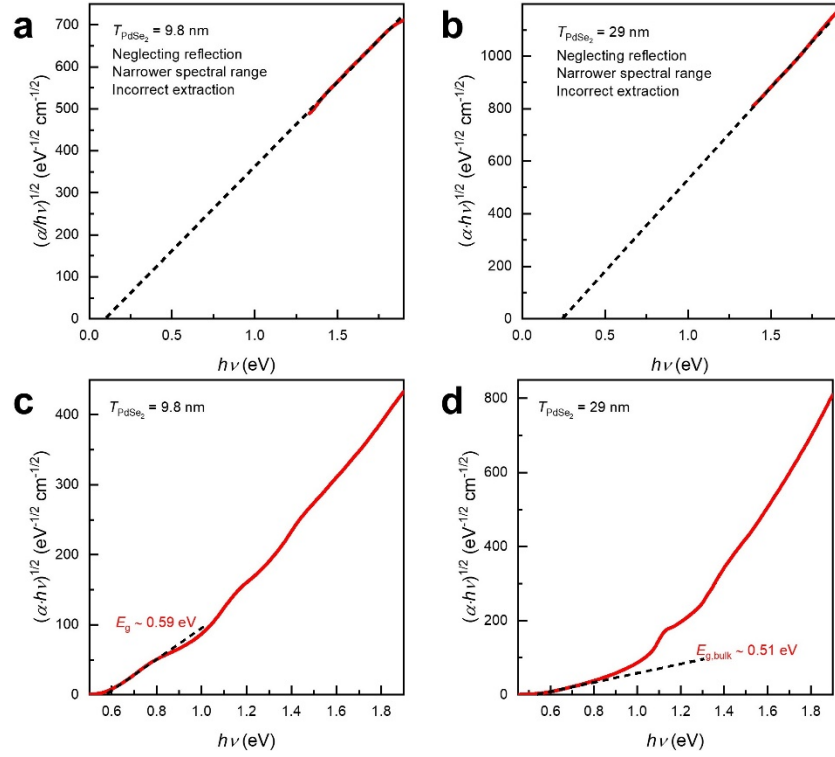 a
T_PdSe₂ = 9.8 nm
Neglecting reflection
Narrower spectral range
Incorrect extraction
(α/hν)^1/2 (eV^-1/2 cm^-1/2)
700
600
500
400
300
200
100
0
0.0 0.5 1.0 1.5
hν (eV)
b
T_PdSe₂ = 29 nm
Neglecting reflection
Narrower spectral range
Incorrect extraction
(α·hν)^1/2 (eV^-1/2 cm^-1/2)
1000
800
600
400
200
0
0.0 0.5 1.0 1.5
hν (eV)
c
T_PdSe₂ = 9.8 nm
E_g ~ 0.59 eV
(α·hν)^1/2 (eV^-1/2 cm^-1/2)
400
300
200
100
0
0.6 0.8 1.0 1.2 1.4 1.6 1.8
hν (eV)
d
T_PdSe₂ = 29 nm
E_g,bulk ~ 0.51 eV
(α·hν)^1/2 (eV^-1/2 cm^-1/2)
800
600
400
200
0
0.6 0.8 1.0 1.2 1.4 1.6 1.8
hν (eV)